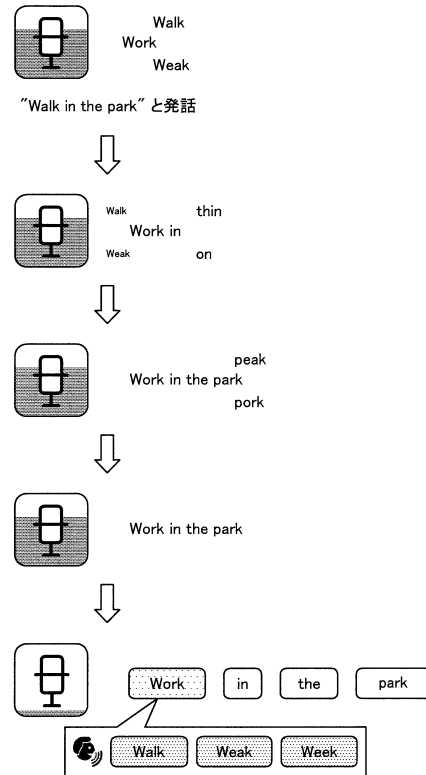 Walk
Work
Weak
"Walk in the park" と発話
Walk thin
Work in
Weak on
peak
Work in the park
pork
Work in the park
Work in the park
Walk Weak Week